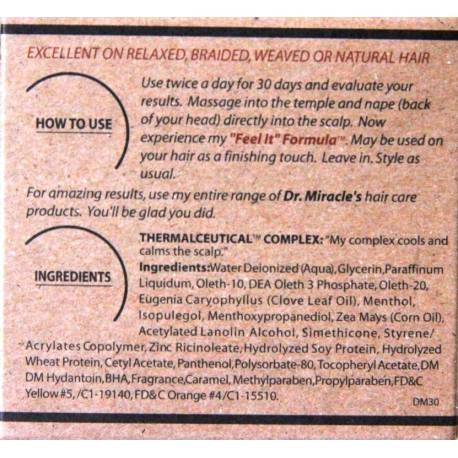 EXCELLENT ON RELAXED, BRAIDED, WEAVED OR NATURAL HAIR
HOW TO USE
Use twice a day for 30 days and evaluate your
results. Massage into the temple and nape (back
of your head) directly into the scalp. Now
experience my "Feel It" Formula™. May be used on
your hair as a finishing touch. Leave in. Style as
usual.
For amazing results, use my entire range of Dr. Miracle's hair care
products. You'll be glad you did.
INGREDIENTS
THERMALCEUTICAL™ COMPLEX: "My complex cools and
calms the scalp."
Ingredients:Water Deionized (Aqua), Glycerin,Paraffinum
Liquidum, Oleth-10, DEA Oleth 3 Phosphate, Oleth-20,
Eugenia Caryophyllus (Clove Leaf Oil), Menthol,
Isopulegol, Menthoxypropanediol, Zea Mays (Corn Oil),
Acetylated Lanolin Alcohol, Simethicone, Styrene/
Acrylates Copolymer, Zinc Ricinoleate, Hydrolyzed Soy Protein, Hydrolyzed
Wheat Protein, Cetyl Acetate, Panthenol, Polysorbate-80, Tocopheryl Acetate, DM
DM Hydantoin, BHA, Fragrance, Caramel, Methylparaben, Propylparaben, FD&C
Yellow #5, /C1-19140, FD&C Orange #4/C1-15510.
DM30